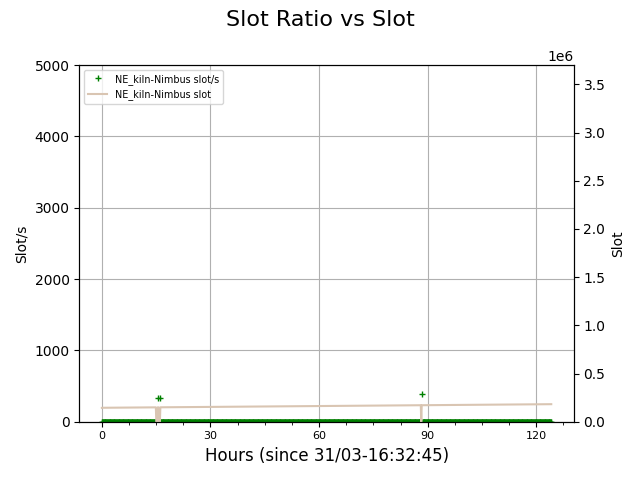 Slot Ratio vs Slot
1e6
NE_kiln-Nimbus slot/s
NE_kiln-Nimbus slot
5000
4000
3000
2000
1000
0
Slot/s
3.5
3.0
2.5
2.0
1.5
1.0
0.5
0.0
Slot
0 30 60 90 120
Hours (since 31/03-16:32:45)